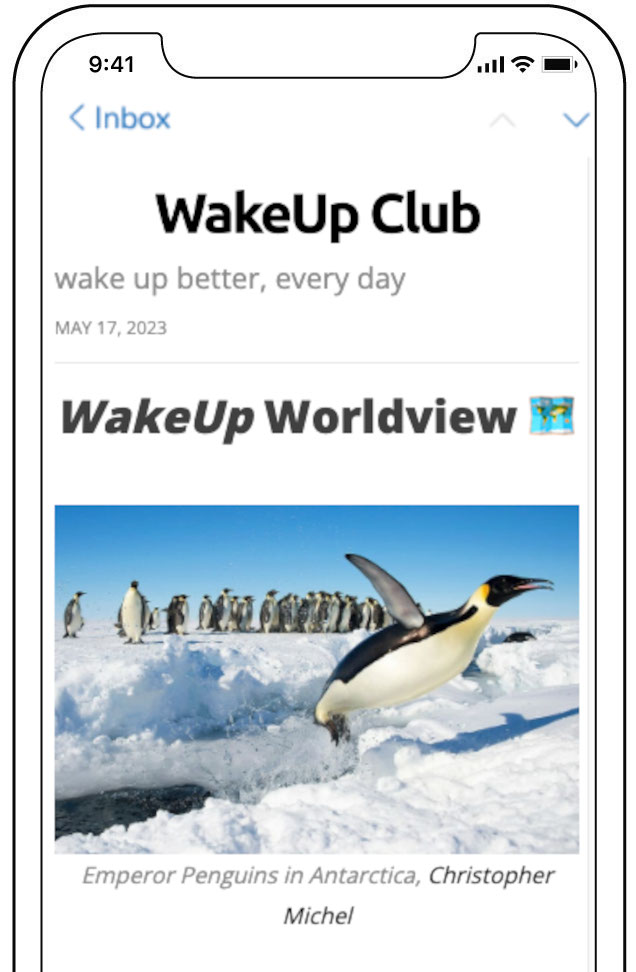 9:41
Inbox
WakeUp Club
wake up better, every day
MAY 17, 2023
WakeUp Worldview 🗺️
Emperor Penguins in Antarctica, Christopher
Michel